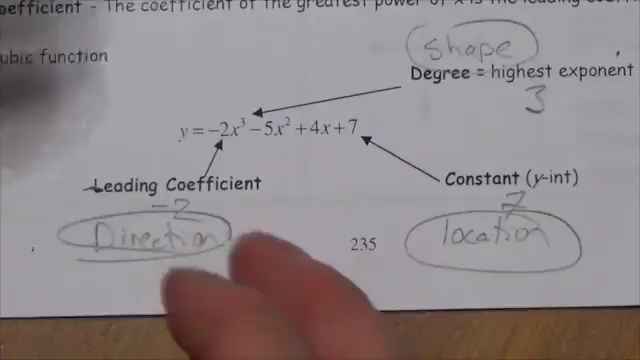 oefficient - The coefficient of the greatest power of x is the leading
ubic function
shape
Degree = highest exponent
3
y = -2x³ - 5x² + 4x + 7
Leading Coefficient
-2
Direction
Constant (y-int)
7
location
235